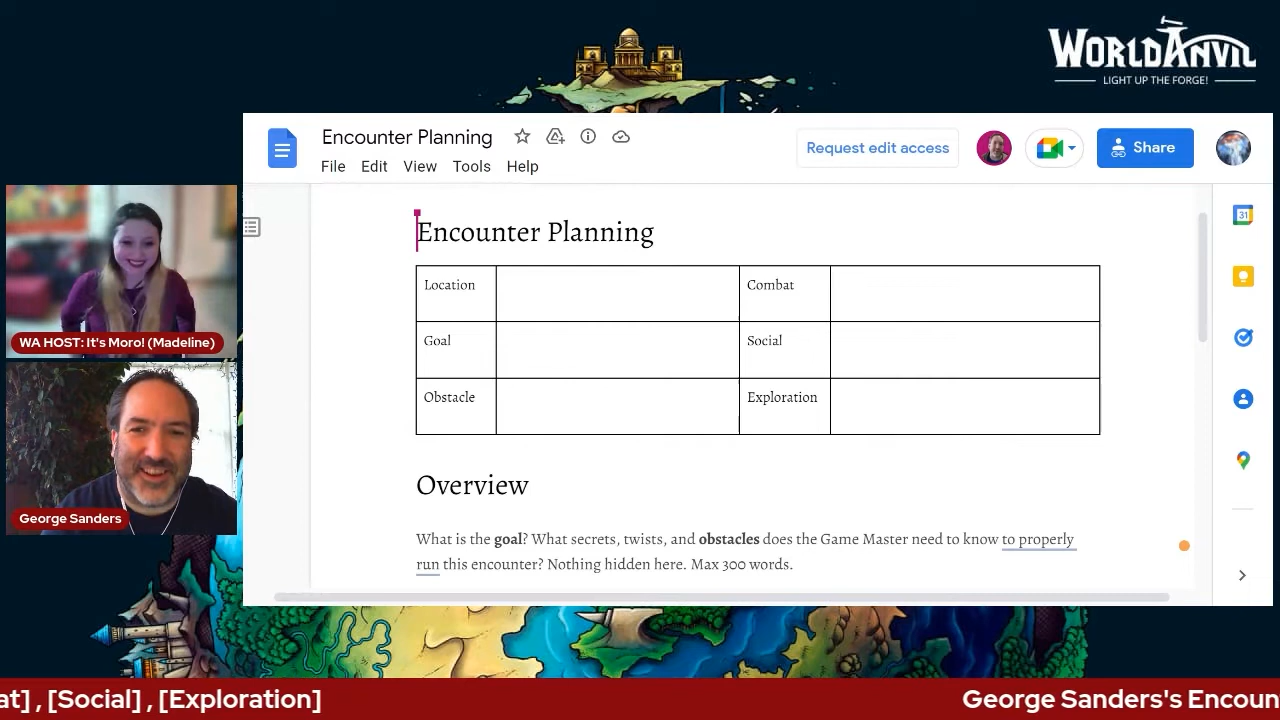 WORLDANVIL
LIGHT UP THE FORGE!
Encounter Planning
File Edit View Tools Help
Request edit access
Share
31
Encounter Planning
Location
Combat
Goal
Social
Obstacle
Exploration
Overview
What is the goal? What secrets, twists, and obstacles does the Game Master need to know to properly
run this encounter? Nothing hidden here. Max 300 words.
WA HOST: It's Moro! (Madeline)
George Sanders
at] , [Social] , [Exploration]
George Sanders's Encoun